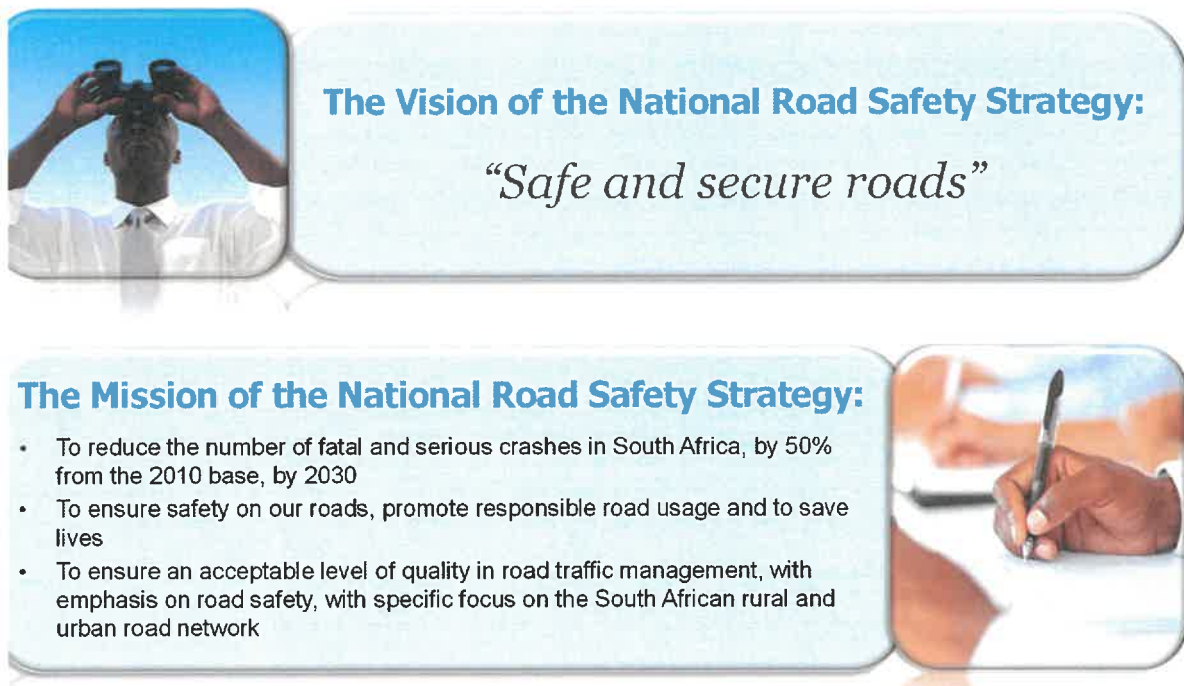 The Vision of the National Road Safety Strategy:
“Safe and secure roads”
The Mission of the National Road Safety Strategy:
• To reduce the number of fatal and serious crashes in South Africa, by 50%
from the 2010 base, by 2030
• To ensure safety on our roads, promote responsible road usage and to save
lives
• To ensure an acceptable level of quality in road traffic management, with
emphasis on road safety, with specific focus on the South African rural and
urban road network